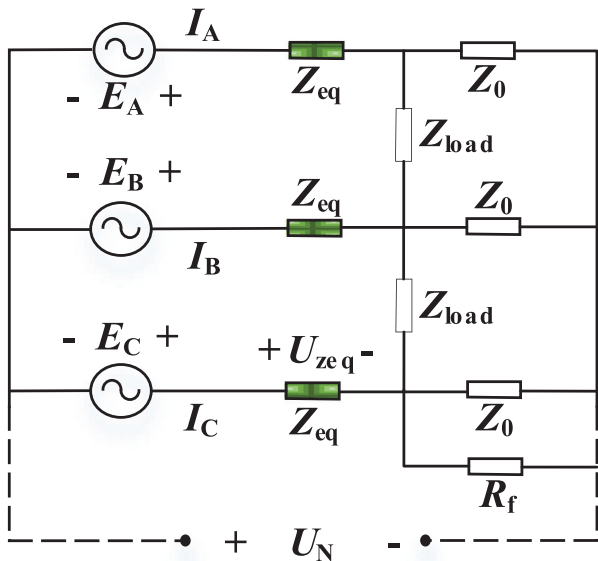 I_A
Z_eq
Z_0
- E_A +
Z_load
- E_B +
Z_eq
Z_0
I_B
Z_load
- E_C +
+ U_zeq -
I_C
Z_eq
Z_0
R_f
+ U_N -